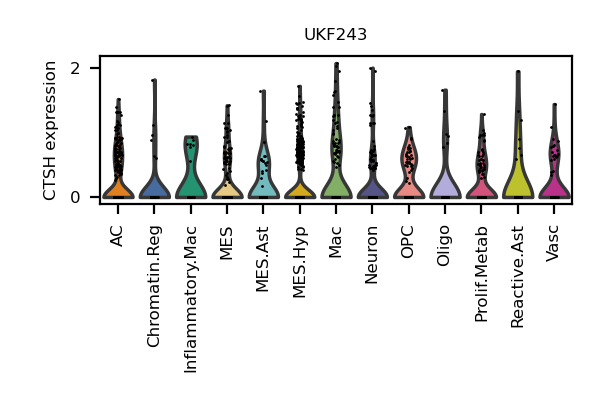 UKF243
CTSH expression
2
0
AC
Chromatin.Reg
Inflammatory.Mac
MES
MES.Ast
MES.Hyp
Mac
Neuron
OPC
Oligo
Prolif.Metab
Reactive.Ast
Vasc